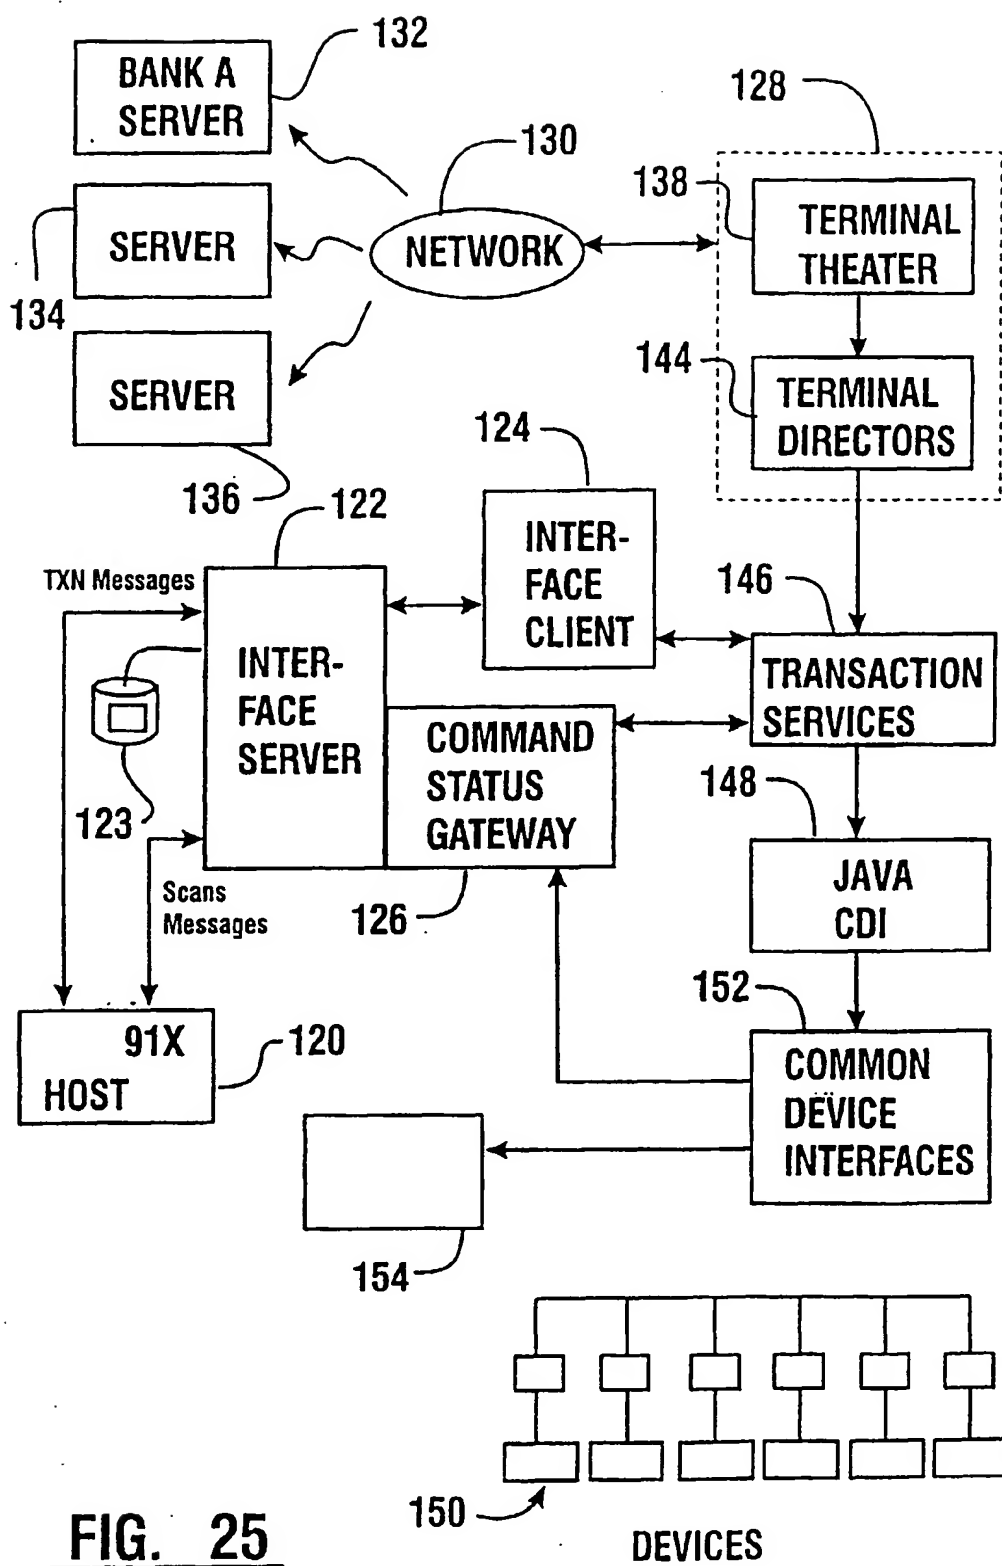 132
BANK A
SERVER
128
130
138
TERMINAL
THEATER
SERVER
NETWORK
134
144
SERVER
124
TERMINAL
DIRECTORS
136
122
INTER-
FACE
CLIENT
TXN Messages
146
INTER-
FACE
SERVER
TRANSACTION
SERVICES
COMMAND
STATUS
GATEWAY
148
123
Scans
Messages
126
JAVA
CDI
152
91X
HOST
120
COMMON
DEVICE
INTERFACES
154
150
DEVICES
FIG. 25